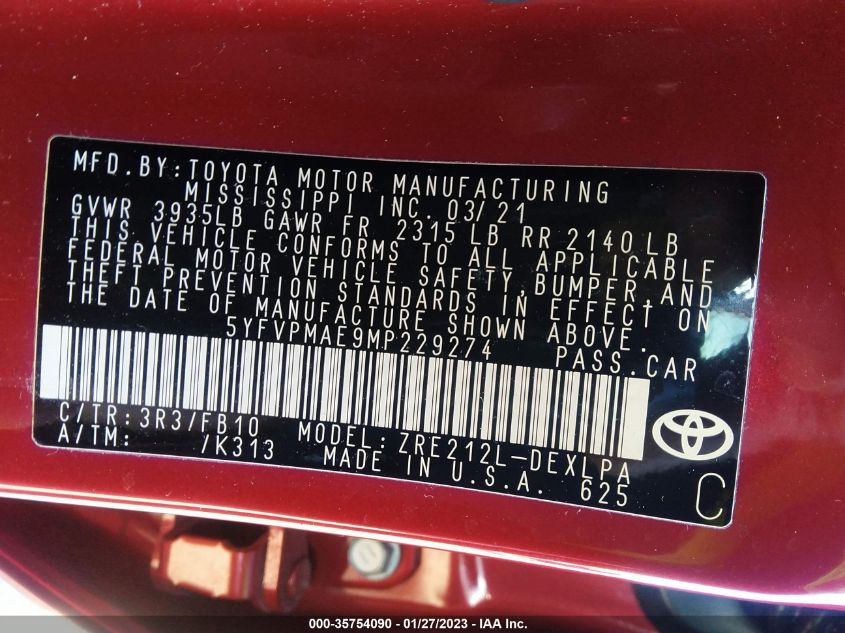 MFD.BY:TOYOTA MOTOR MANUFACTURING
MISSISSIPPI INC. 03/21
GVWR 3935LB GAWR FR 2315 LB RR 2140 LB
THIS VEHICLE CONFORMS TO ALL APPLICABLE
FEDERAL MOTOR VEHICLE SAFETY,BUMPER,AND
THEFT PREVENTION STANDARDS IN EFFECT ON
THE DATE OF MANUFACTURE SHOWN ABOVE.
5YFVPMAE9MP229274 PASS.CAR
C/TR:3R3/FB10 MODEL:ZRE212L-DEXLPA
A/TM: /K313 MADE IN U.S.A. 625
C
000-35754090 - 01/27/2023 - IAA Inc.